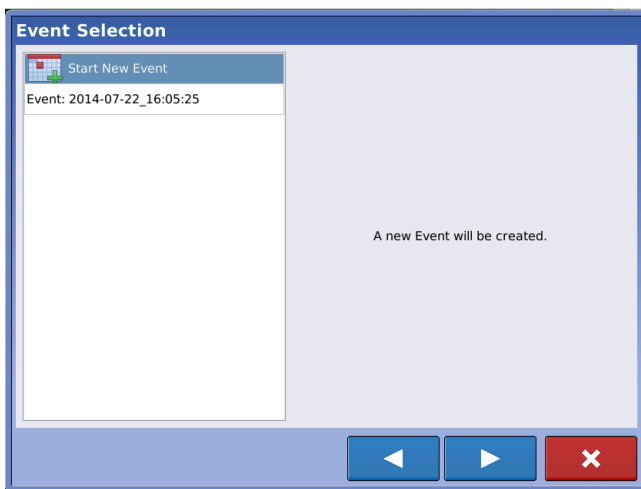 Event Selection
Start New Event
Event: 2014-07-22_16:05:25
A new Event will be created.